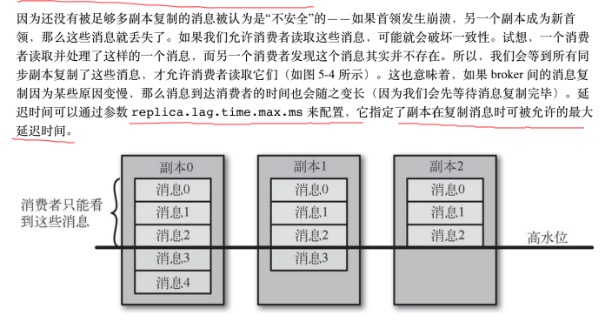 因为还没有被足够多副本复制的消息被认为是“不安全”的——如果首领发生崩溃，另一个副本成为新首
领，那么这些消息就丢失了。如果我们允许消费者读取这些消息，可能就会破坏一致性。试想，一个消费
者读取并处理了这样的一个消息，而另一个消费者发现这个消息其实并不存在。所以，我们会等到所有同
步副本复制了这些消息，才允许消费者读取它们（如图 5-4 所示）。这也意味着，如果 broker 间的消息复
制因为某些原因变慢，那么消息到达消费者的时间也会随之变长（因为我们会先等待消息复制完毕）。延
迟时间可以通过参数 replica.lag.time.max.ms 来配置，它指定了副本在复制消息时可被允许的最大
延迟时间。
副本0 副本1 副本2
消息0 消息0 消息0
消费者只能看
到这些消息
消息1 消息1 消息1
消息2 消息2 消息2
高水位
消息3 消息3
消息4